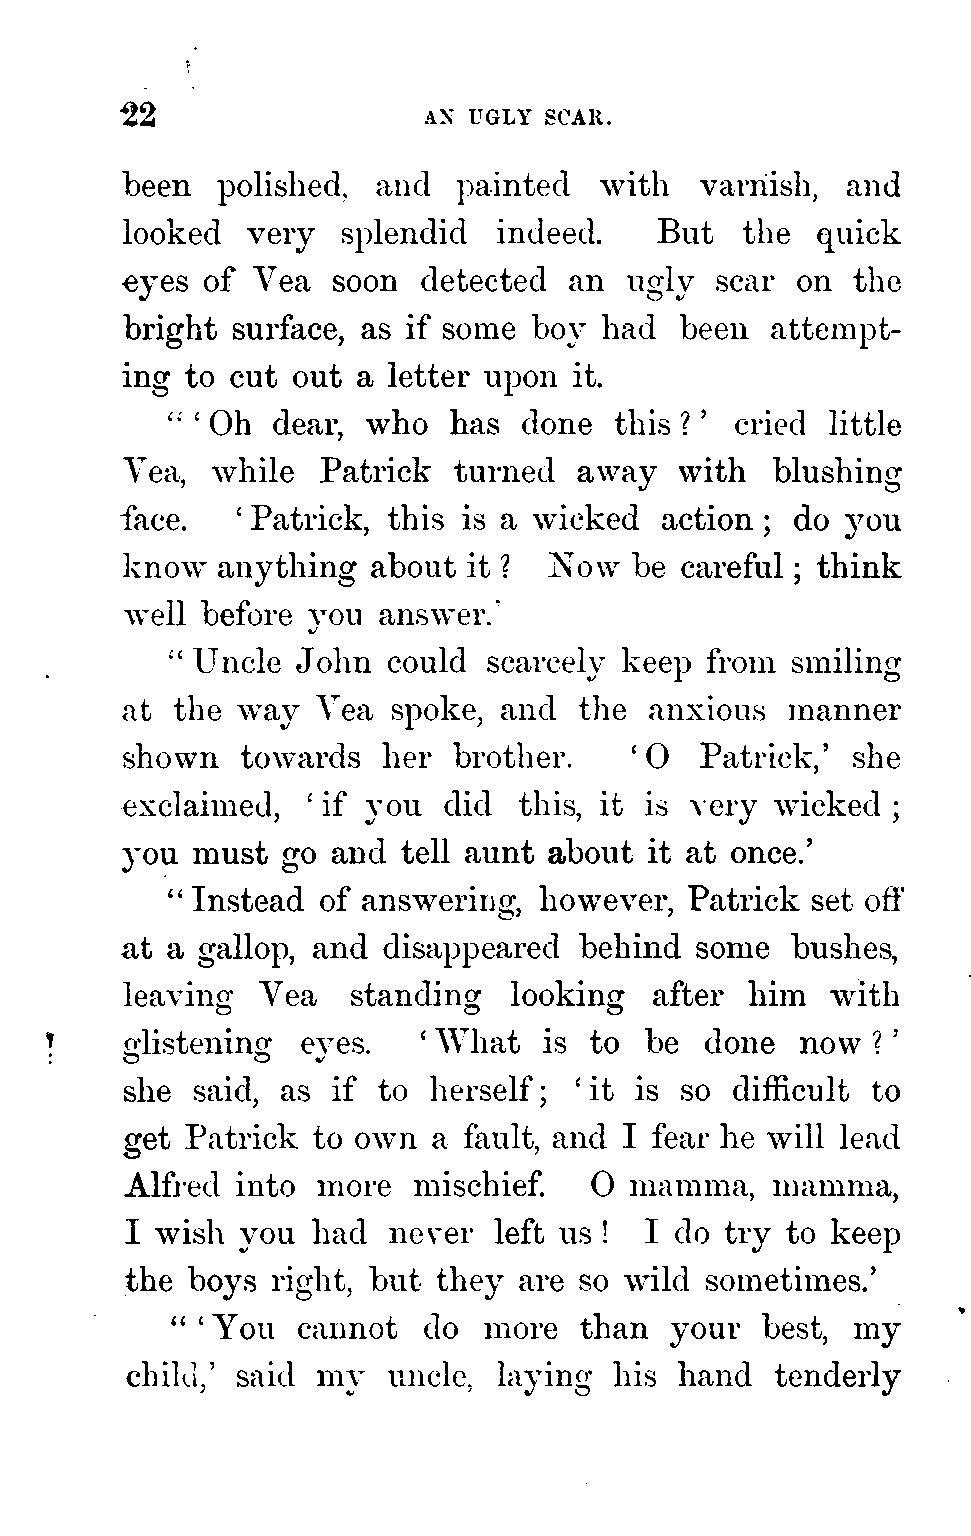 22 AN UGLY SCAR.
been polished, and painted with varnish, and
looked very splendid indeed. But the quick
eyes of Vea soon detected an ugly scar on the
bright surface, as if some boy had been attempt-
ing to cut out a letter upon it.
“ ‘ Oh dear, who has done this ? ’ cried little
Vea, while Patrick turned away with blushing
face. ‘ Patrick, this is a wicked action ; do you
know anything about it ? Now be careful ; think
well before you answer.’
“ Uncle John could scarcely keep from smiling
at the way Vea spoke, and the anxious manner
shown towards her brother. ‘ O Patrick,’ she
exclaimed, ‘ if you did this, it is very wicked ;
you must go and tell aunt about it at once.’
“ Instead of answering, however, Patrick set off
at a gallop, and disappeared behind some bushes,
leaving Vea standing looking after him with
glistening eyes. ‘ What is to be done now ? ’
she said, as if to herself ; ‘ it is so difficult to
get Patrick to own a fault, and I fear he will lead
Alfred into more mischief. O mamma, mamma,
I wish you had never left us ! I do try to keep
the boys right, but they are so wild sometimes.’
“ ‘ You cannot do more than your best, my
child,’ said my uncle, laying his hand tenderly